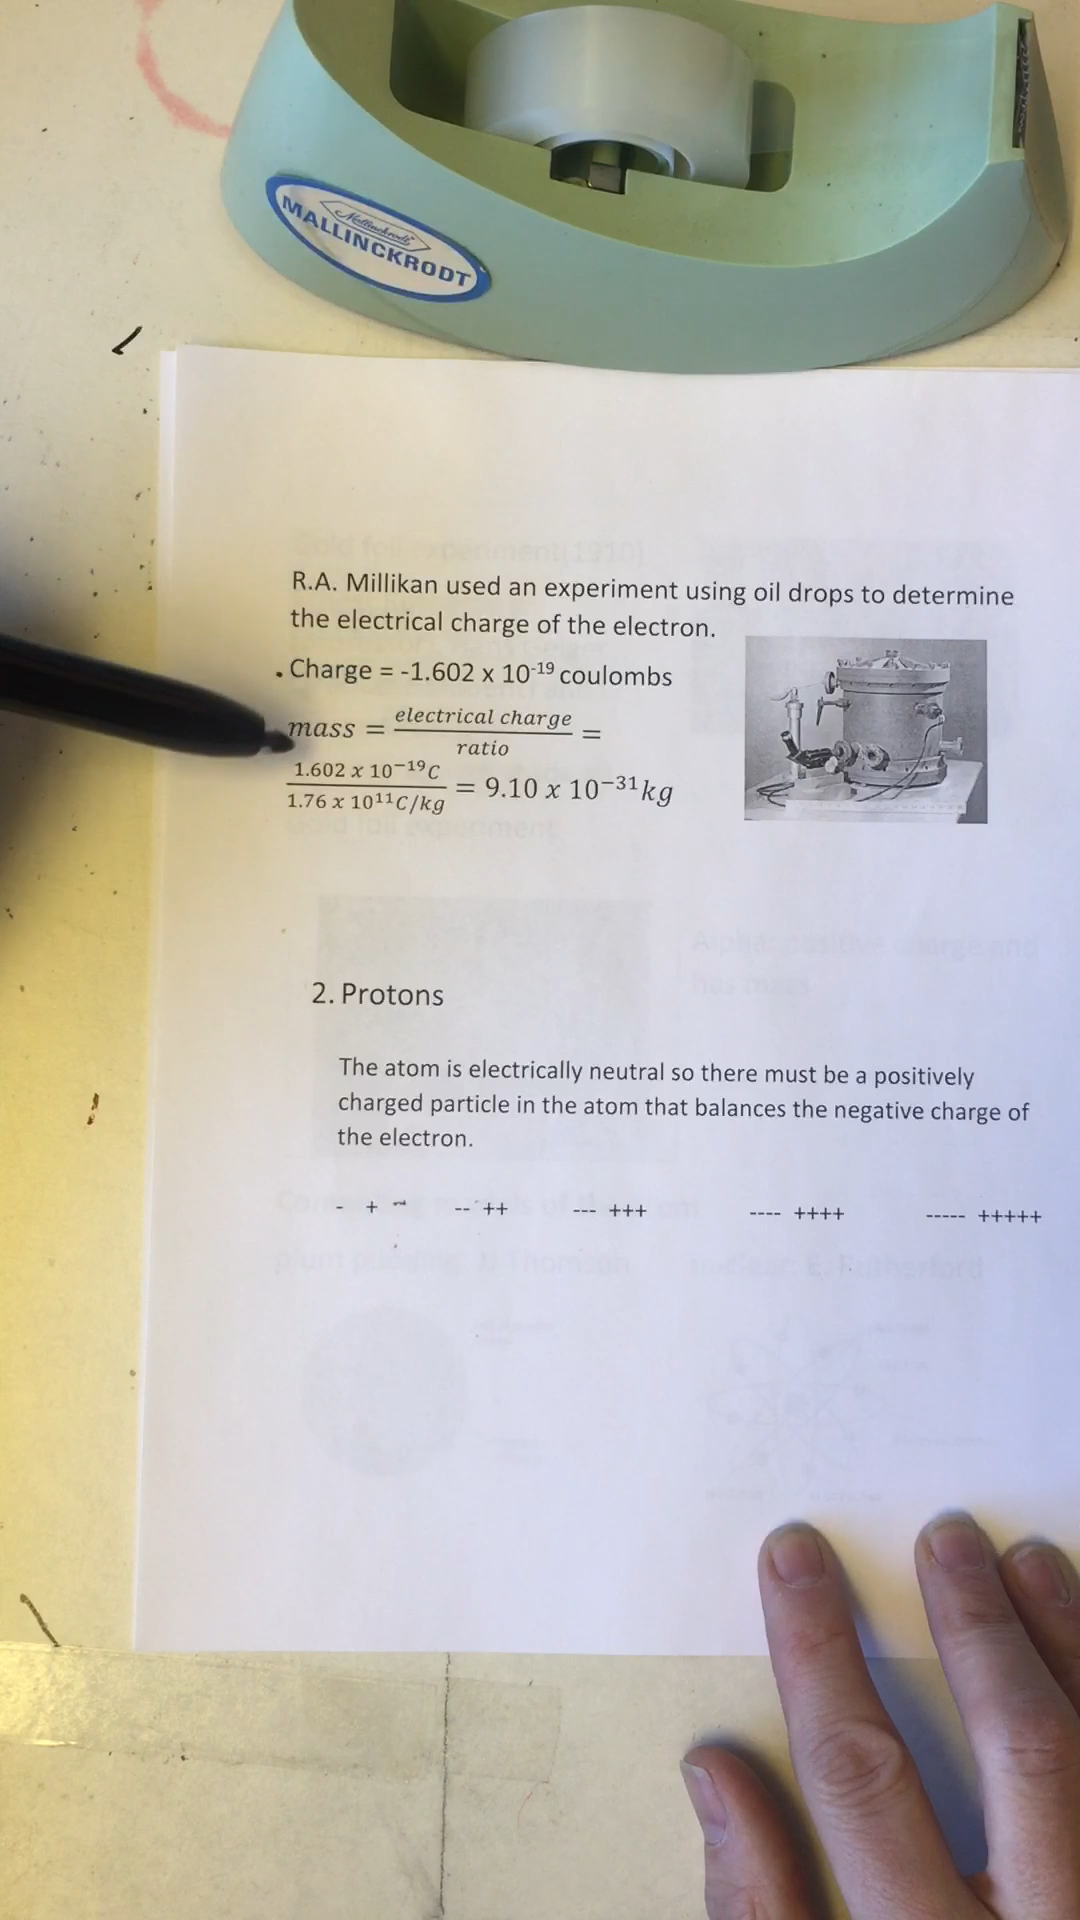 Mallinckrodt
MALLINCKRODT
R.A. Millikan used an experiment using oil drops to determine
the electrical charge of the electron.
. Charge = -1.602 x 10⁻¹⁹ coulombs
mass = electrical charge / ratio =
1.602 x 10⁻¹⁹C / 1.76 x 10¹¹C/kg = 9.10 x 10⁻³¹kg
2. Protons
The atom is electrically neutral so there must be a positively
charged particle in the atom that balances the negative charge of
the electron.
- + -- ++ --- +++ ---- ++++ ----- +++++